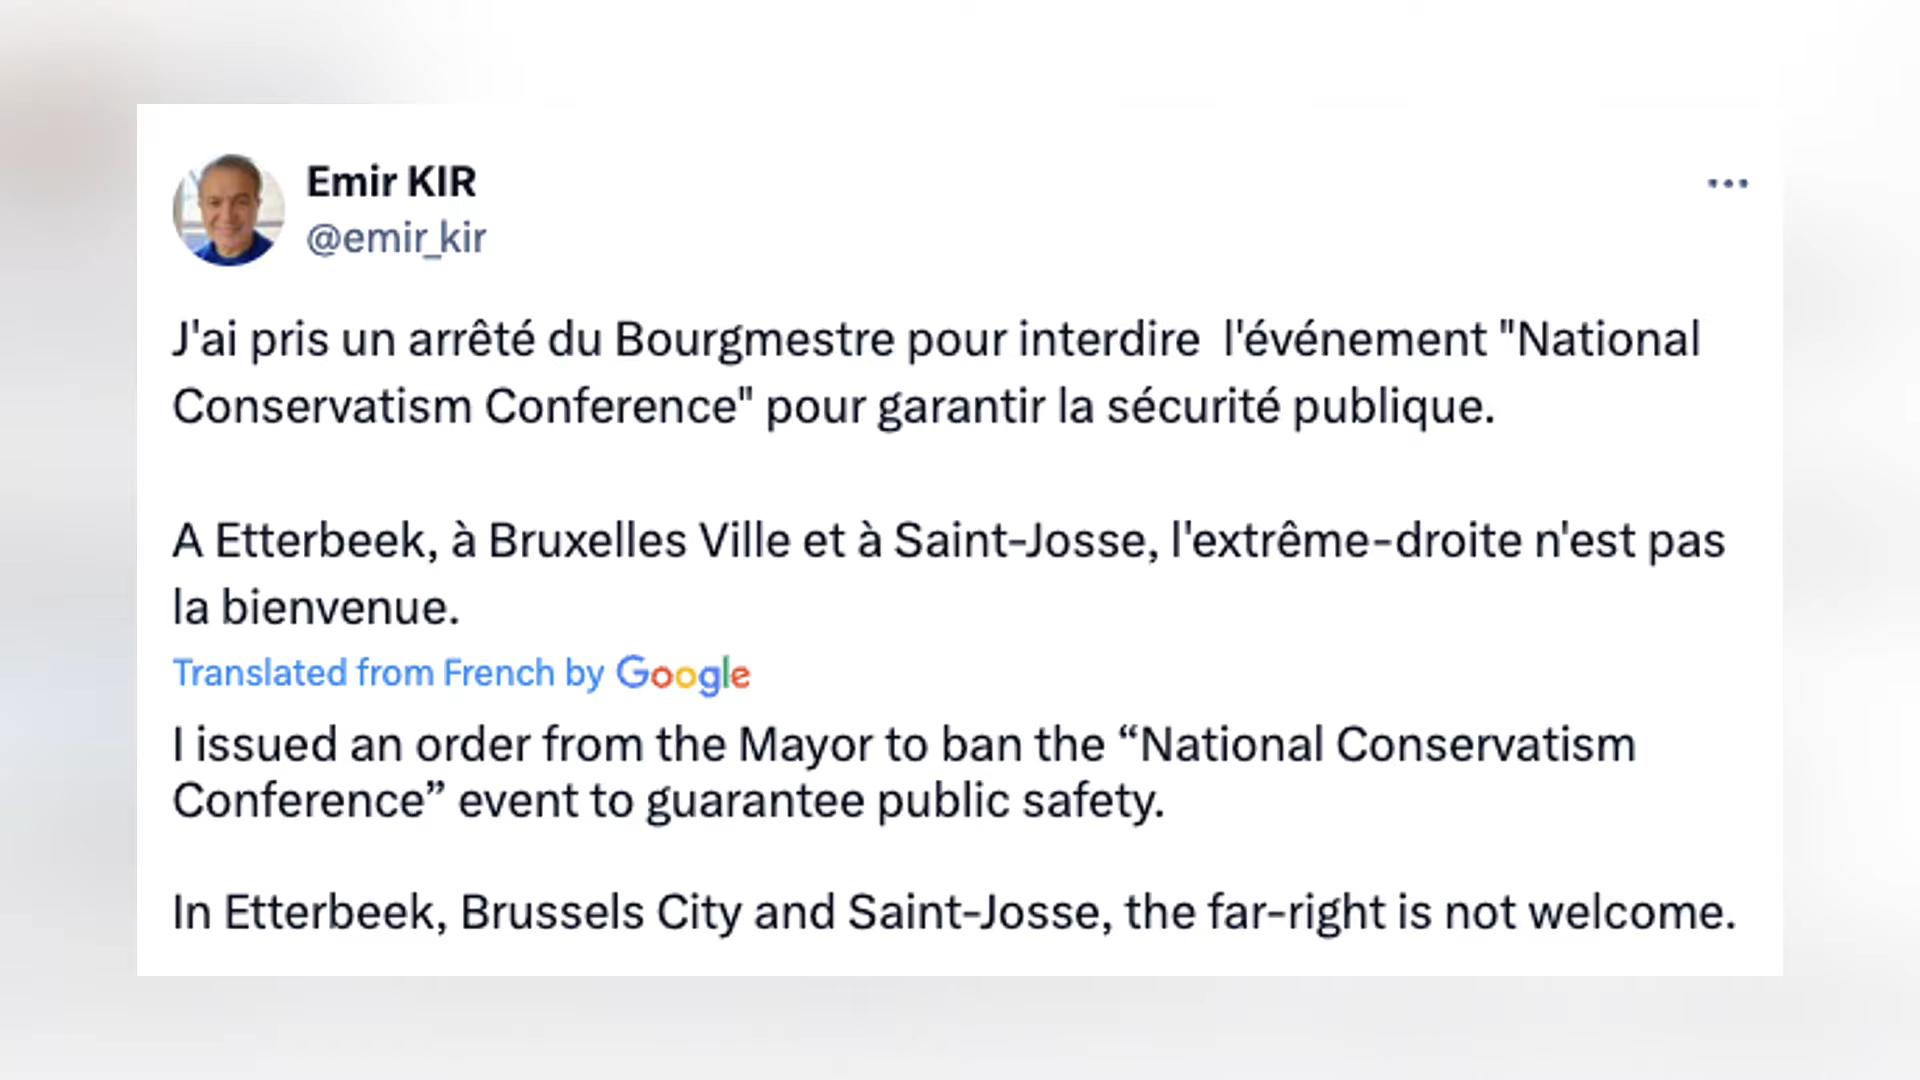 Emir KIR
@emir_kir
J'ai pris un arrêté du Bourgmestre pour interdire  l'événement "National
Conservatism Conference" pour garantir la sécurité publique.
A Etterbeek, à Bruxelles Ville et à Saint-Josse, l'extrême-droite n'est pas
la bienvenue.
Translated from French by Google
I issued an order from the Mayor to ban the “National Conservatism
Conference” event to guarantee public safety.
In Etterbeek, Brussels City and Saint-Josse, the far-right is not welcome.